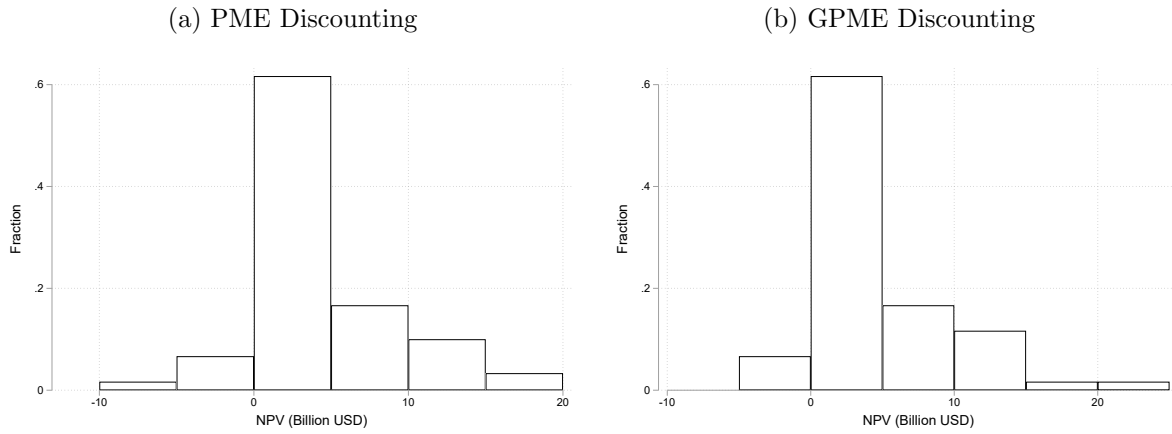 (a) PME Discounting
.6
.4
.2
0
Fraction
-10
0
10
20
NPV (Billion USD)
(b) GPME Discounting
.6
.4
.2
0
Fraction
-10
0
10
20
NPV (Billion USD)